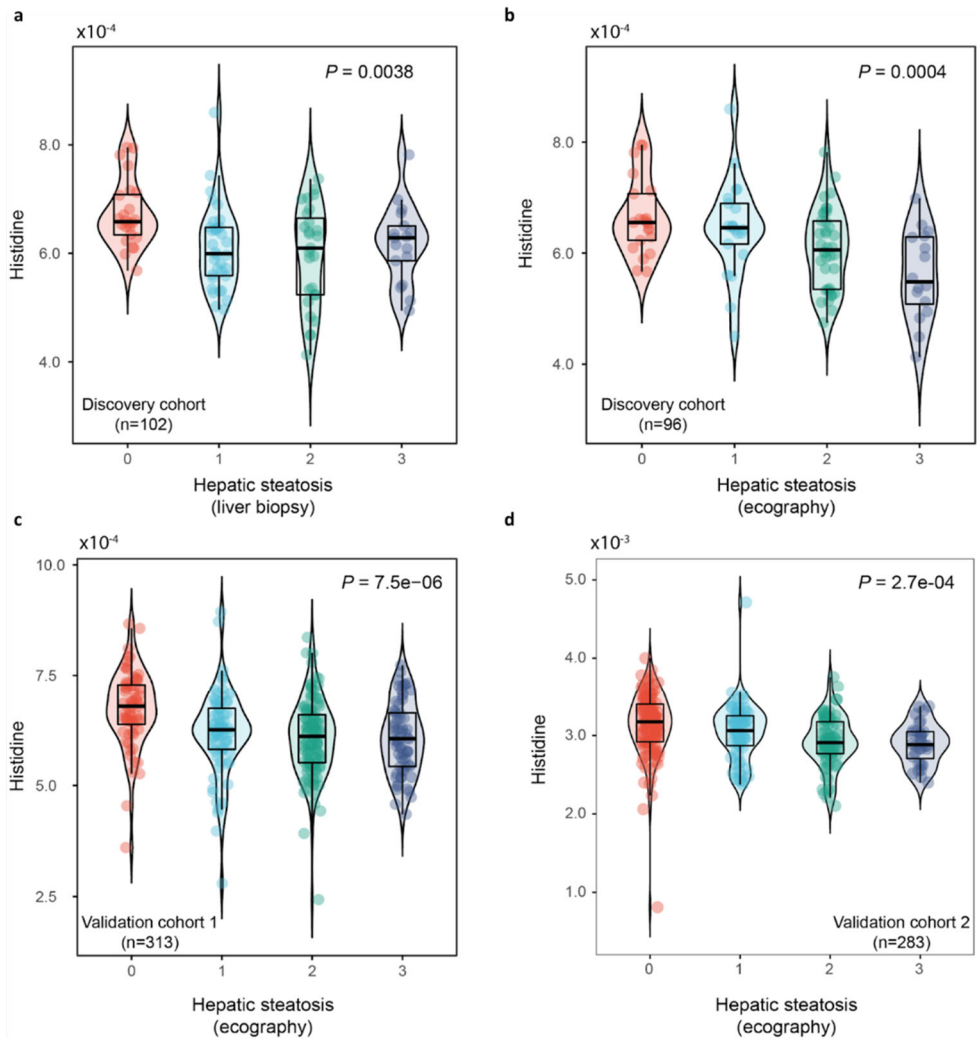 a
x10-4
P = 0.0038
8.0
6.0
4.0
Histidine
Discovery cohort
(n=102)
0 1 2 3
Hepatic steatosis
(liver biopsy)
b
x10-4
P = 0.0004
8.0
6.0
4.0
Histidine
Discovery cohort
(n=96)
0 1 2 3
Hepatic steatosis
(ecography)
c
x10-4
P = 7.5e−06
10.0
7.5
5.0
2.5
Histidine
Validation cohort 1
(n=313)
0 1 2 3
Hepatic steatosis
(ecography)
d
x10-3
P = 2.7e-04
5.0
4.0
3.0
2.0
1.0
Histidine
Validation cohort 2
(n=283)
0 1 2 3
Hepatic steatosis
(ecography)